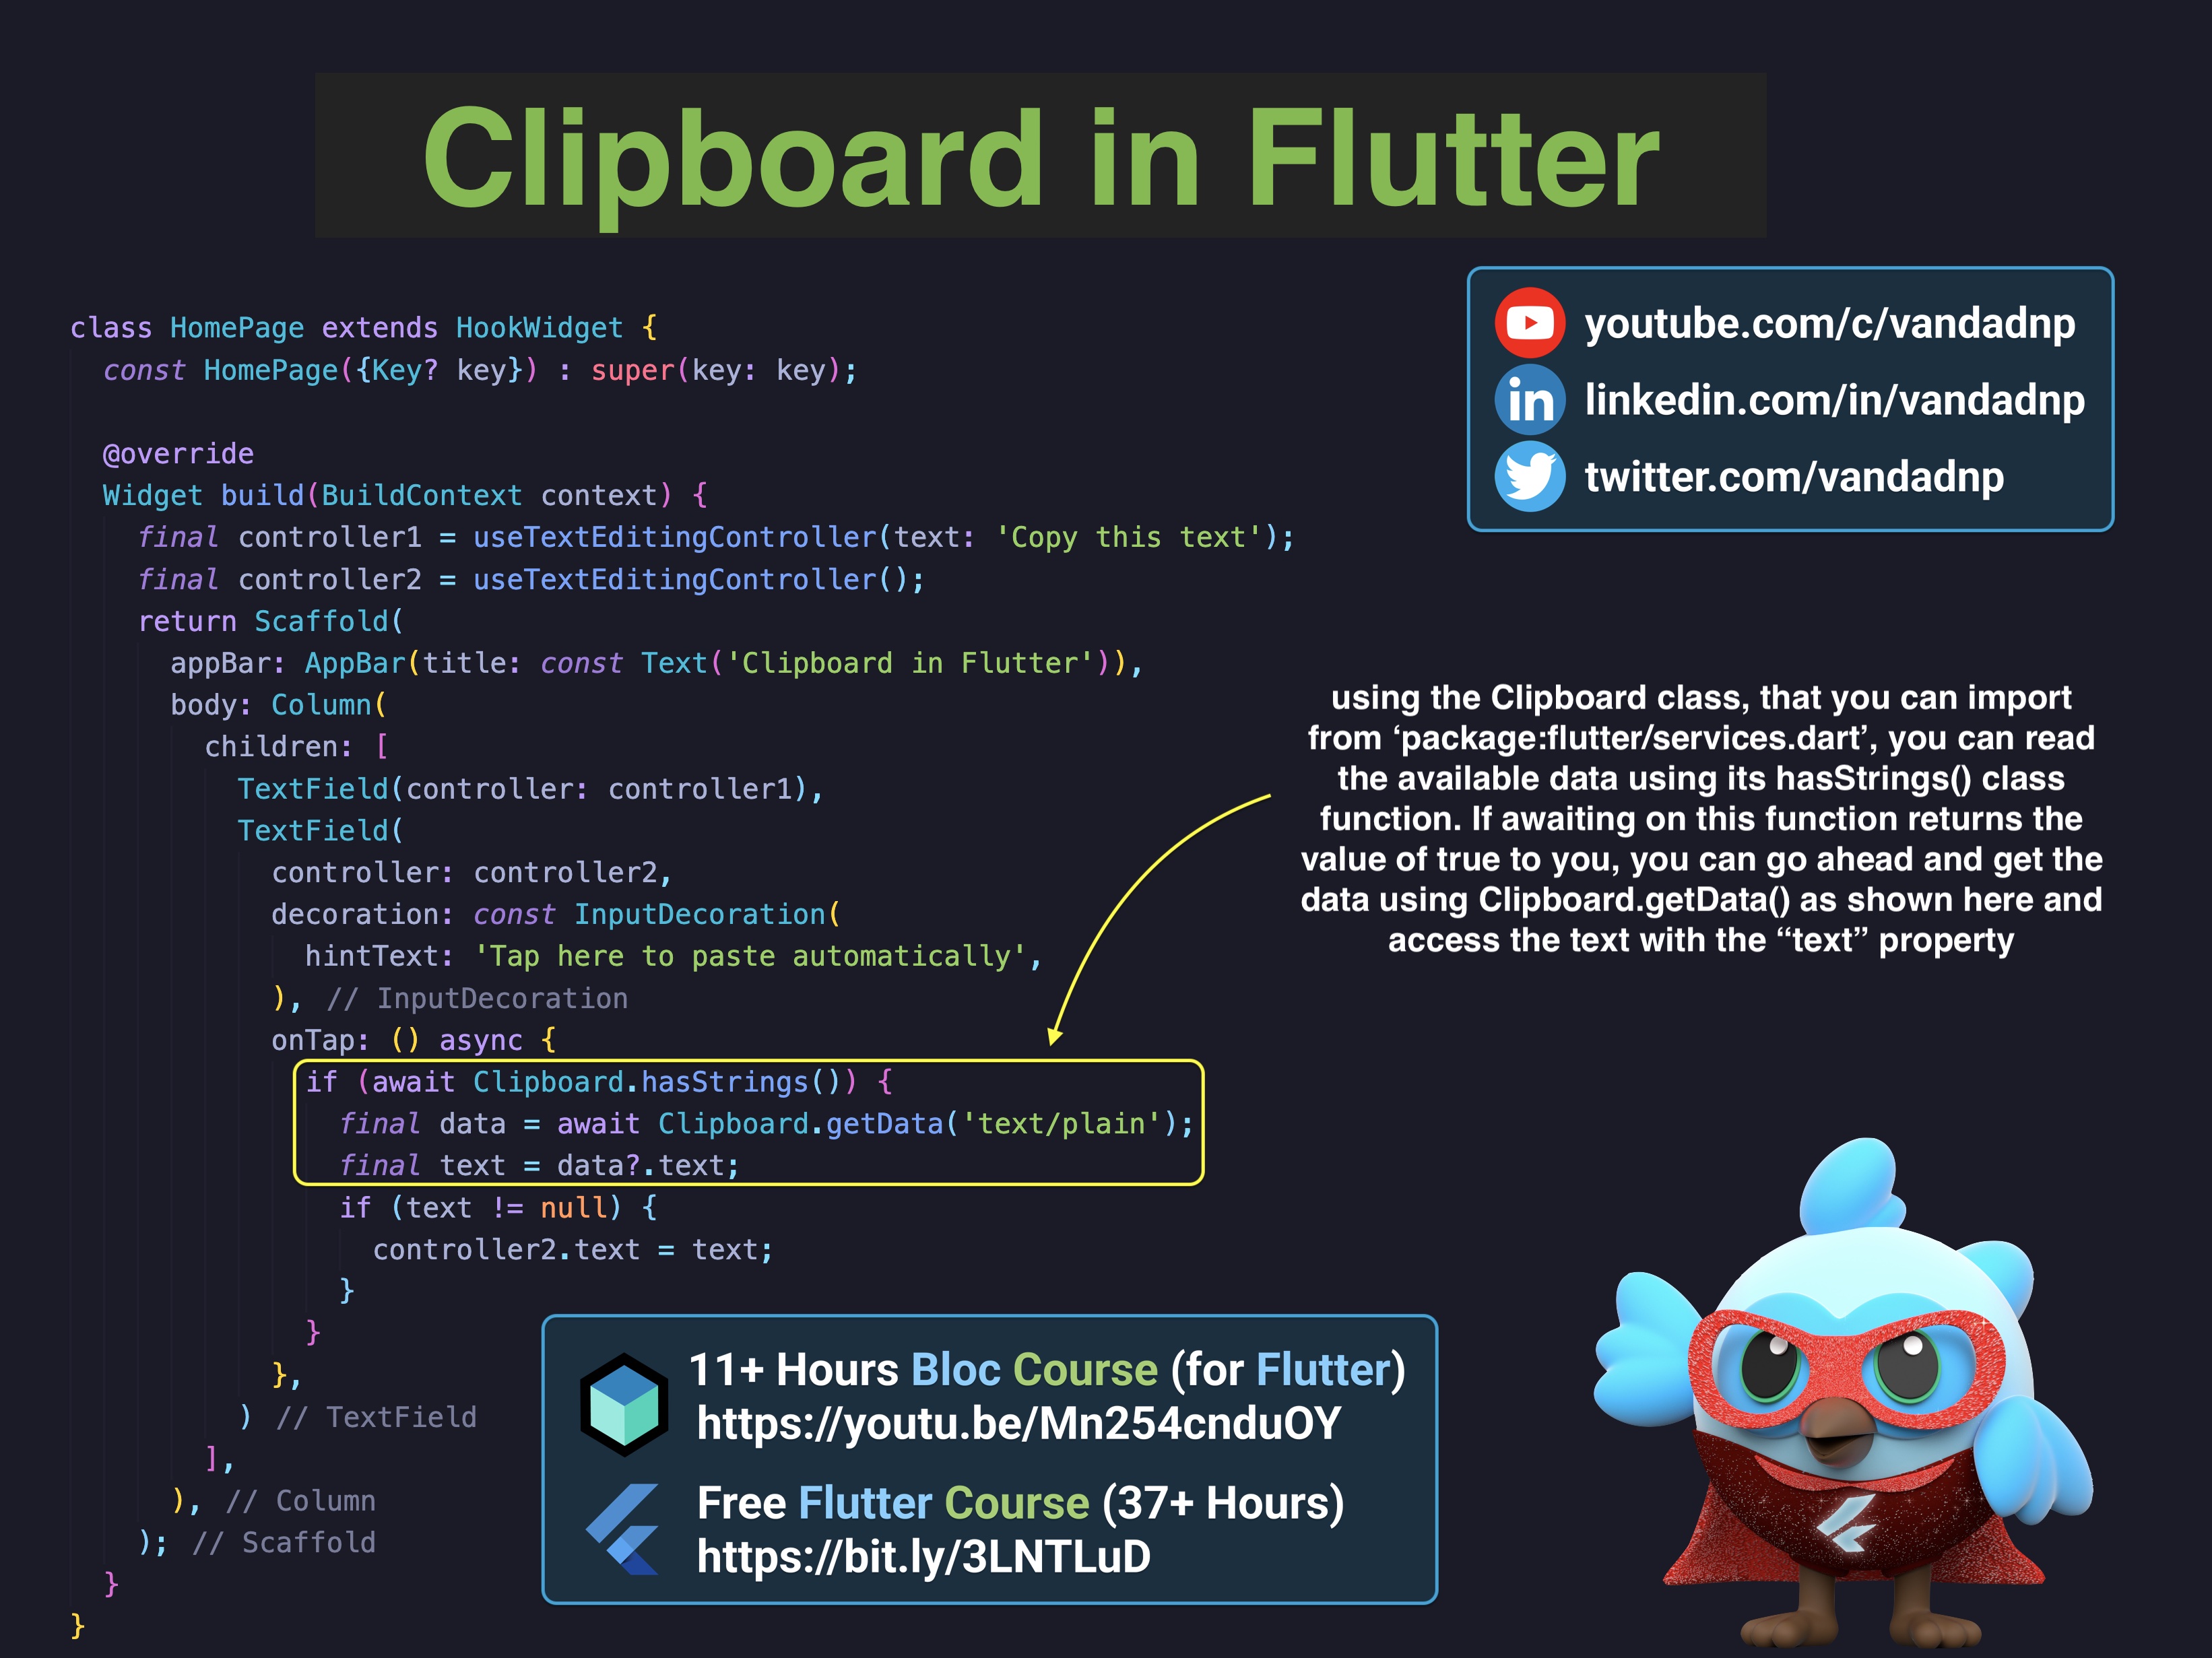 Clipboard in Flutter
youtube.com/c/vandadnp
linkedin.com/in/vandadnp
twitter.com/vandadnp
class HomePage extends HookWidget {
  const HomePage({Key? key}) : super(key: key);

  @override
  Widget build(BuildContext context) {
    final controller1 = useTextEditingController(text: 'Copy this text');
    final controller2 = useTextEditingController();
    return Scaffold(
      appBar: AppBar(title: const Text('Clipboard in Flutter')),
      body: Column(
        children: [
          TextField(controller: controller1),
          TextField(
            controller: controller2,
            decoration: const InputDecoration(
              hintText: 'Tap here to paste automatically',
            ), // InputDecoration
            onTap: () async {
              if (await Clipboard.hasStrings()) {
                final data = await Clipboard.getData('text/plain');
                final text = data?.text;
                if (text != null) {
                  controller2.text = text;
                }
              }
            },
          ) // TextField
        ],
      ), // Column
    ); // Scaffold
  }
}
using the Clipboard class, that you can import
from ‘package:flutter/services.dart’, you can read
the available data using its hasStrings() class
function. If awaiting on this function returns the
value of true to you, you can go ahead and get the
data using Clipboard.getData() as shown here and
access the text with the “text” property
11+ Hours Bloc Course (for Flutter)
https://youtu.be/Mn254cnduOY
Free Flutter Course (37+ Hours)
https://bit.ly/3LNTLuD